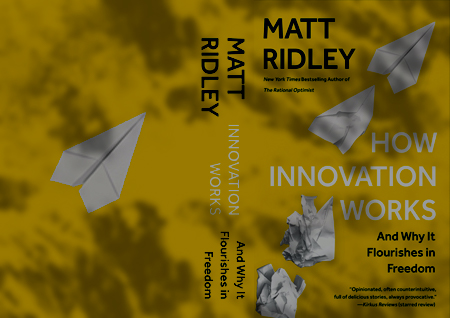 MATT
RIDLEY
INNOVATION
WORKS
And Why It
Flourishes in
Freedom
MATT
RIDLEY
New York Times Bestselling Author of
The Rational Optimist
HOW
INNOVATION
WORKS
And Why It
Flourishes in
Freedom
"Opinionated, often counterintuitive,
full of delicious stories, always provocative."
—Kirkus Reviews (starred review)